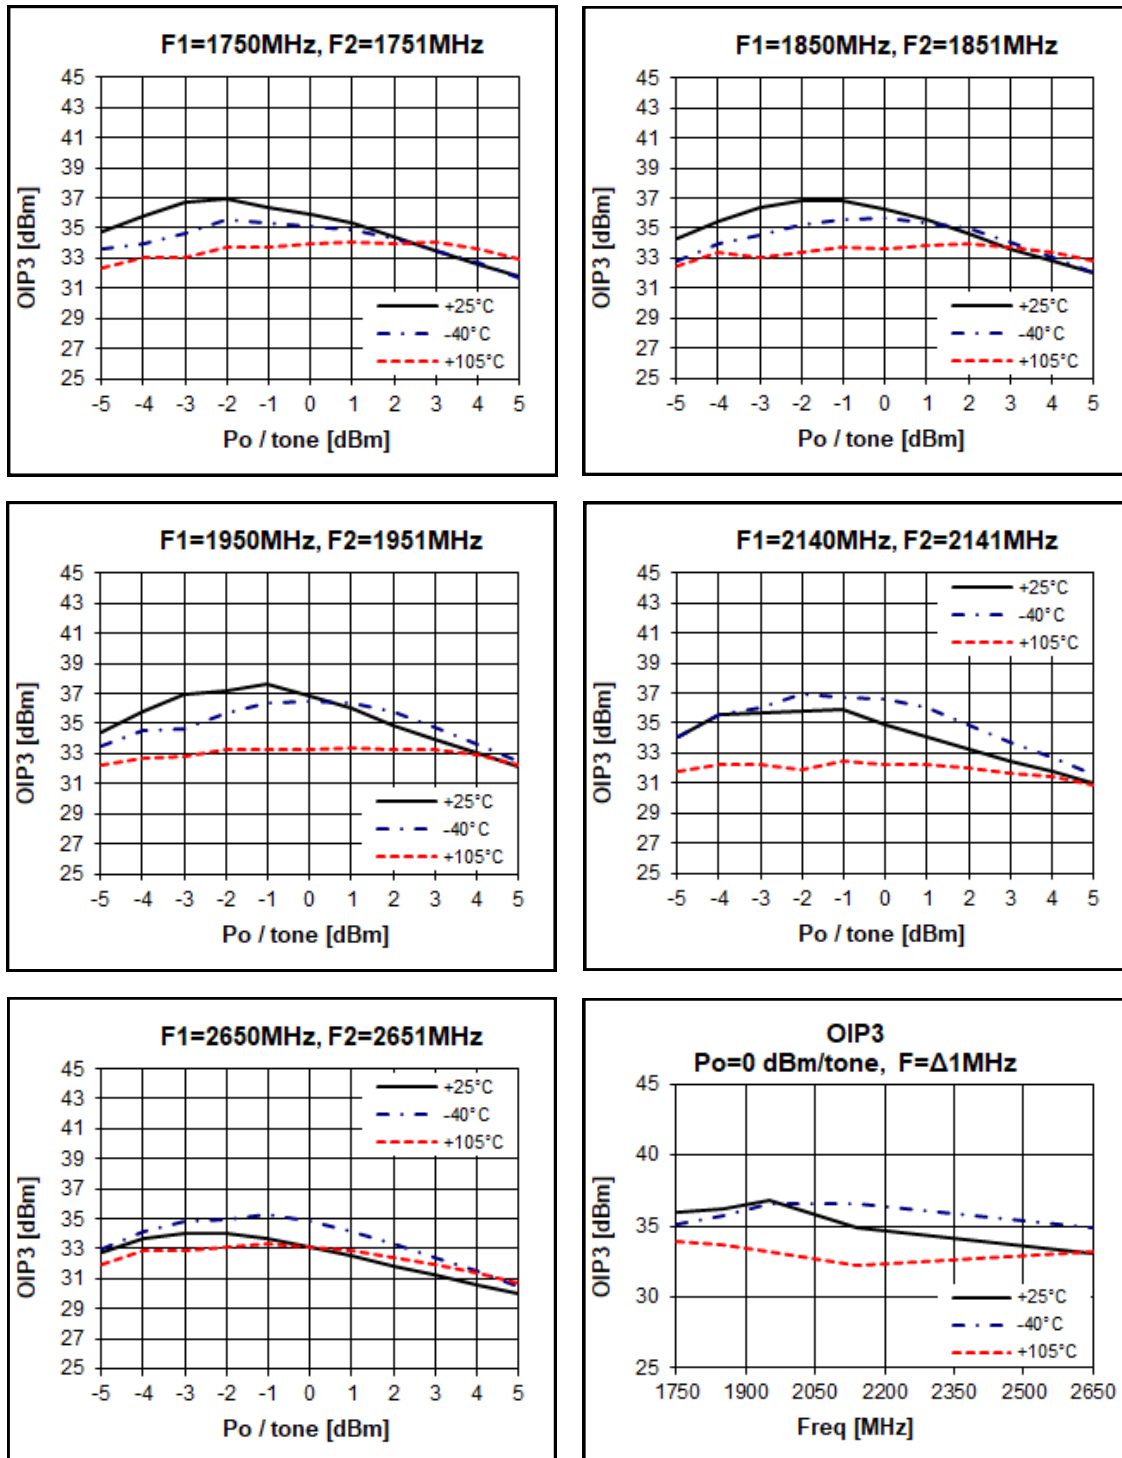 F1=1750MHz, F2=1751MHz
45
43
41
39
37
35
33
31
29
27
25
OIP3 [dBm]
+25°C
-40°C
+105°C
-5 -4 -3 -2 -1 0 1 2 3 4 5
Po / tone [dBm]
F1=1850MHz, F2=1851MHz
45
43
41
39
37
35
33
31
29
27
25
OIP3 [dBm]
+25°C
-40°C
+105°C
-5 -4 -3 -2 -1 0 1 2 3 4 5
Po / tone [dBm]
F1=1950MHz, F2=1951MHz
45
43
41
39
37
35
33
31
29
27
25
OIP3 [dBm]
+25°C
-40°C
+105°C
-5 -4 -3 -2 -1 0 1 2 3 4 5
Po / tone [dBm]
F1=2140MHz, F2=2141MHz
45
43
41
39
37
35
33
31
29
27
25
OIP3 [dBm]
+25°C
-40°C
+105°C
-5 -4 -3 -2 -1 0 1 2 3 4 5
Po / tone [dBm]
F1=2650MHz, F2=2651MHz
45
43
41
39
37
35
33
31
29
27
25
OIP3 [dBm]
+25°C
-40°C
+105°C
-5 -4 -3 -2 -1 0 1 2 3 4 5
Po / tone [dBm]
OIP3
Po=0 dBm/tone, F=Δ1MHz
45
40
35
30
25
OIP3 [dBm]
+25°C
-40°C
+105°C
1750 1900 2050 2200 2350 2500 2650
Freq [MHz]